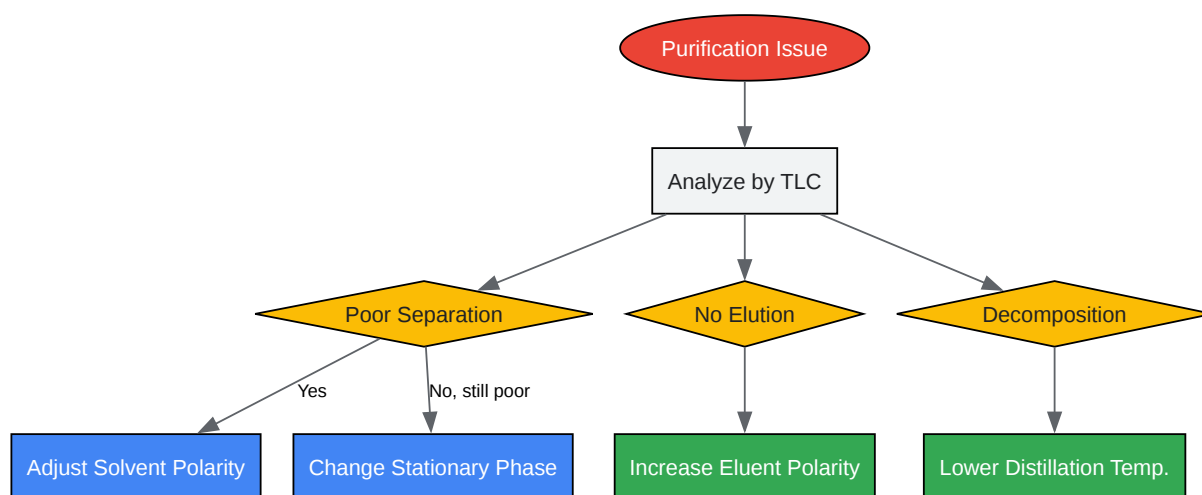 Purification Issue
Analyze by TLC
Poor Separation
No Elution
Decomposition
Yes
No, still poor
Adjust Solvent Polarity
Change Stationary Phase
Increase Eluent Polarity
Lower Distillation Temp.